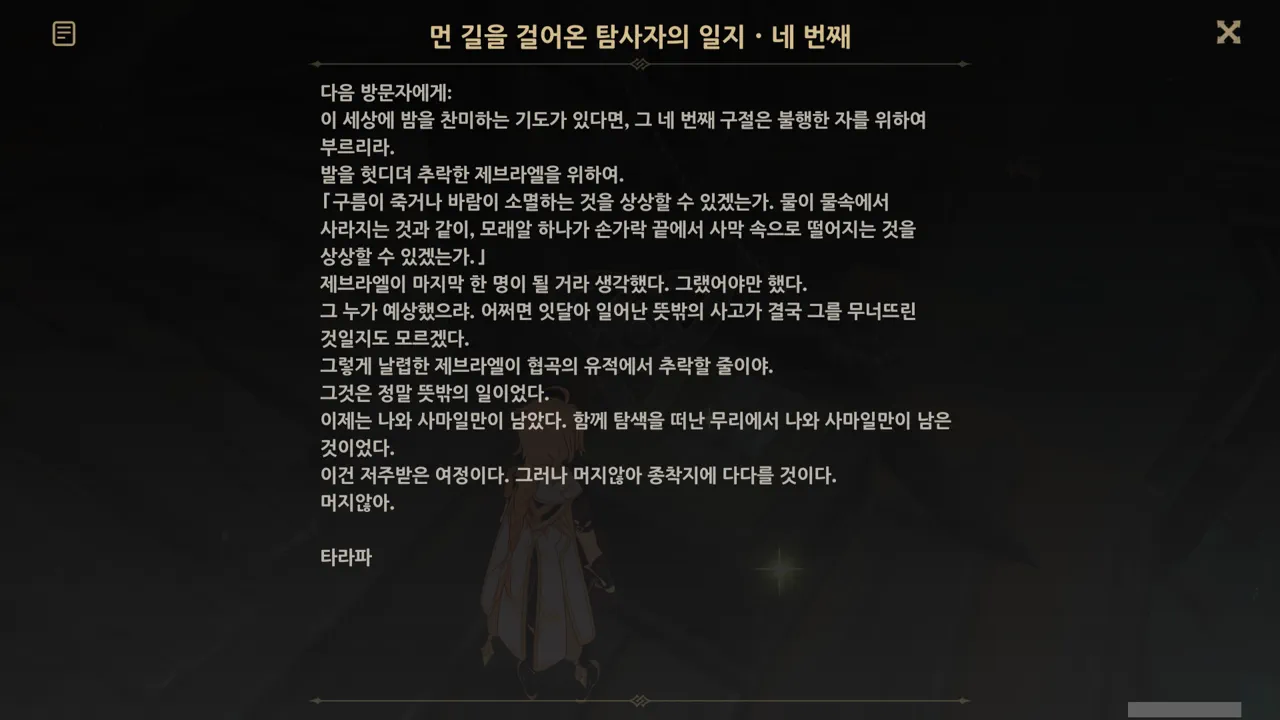 먼 길을 걸어온 탐사자의 일지 · 네 번째
다음 방문자에게:
이 세상에 밤을 찬미하는 기도가 있다면, 그 네 번째 구절은 불행한 자를 위하여
부르리라.
발을 헛디뎌 추락한 제브라엘을 위하여.
「구름이 죽거나 바람이 소멸하는 것을 상상할 수 있겠는가. 물이 물속에서
사라지는 것과 같이, 모래알 하나가 손가락 끝에서 사막 속으로 떨어지는 것을
상상할 수 있겠는가.」
제브라엘이 마지막 한 명이 될 거라 생각했다. 그랬어야만 했다.
그 누가 예상했으랴. 어쩌면 잇달아 일어난 뜻밖의 사고가 결국 그를 무너뜨린
것일지도 모르겠다.
그렇게 날렵한 제브라엘이 협곡의 유적에서 추락할 줄이야.
그것은 정말 뜻밖의 일이었다.
이제는 나와 사마일만이 남았다. 함께 탐색을 떠난 무리에서 나와 사마일만이 남은
것이었다.
이건 저주받은 여정이다. 그러나 머지않아 종착지에 다다를 것이다.
머지않아.
타라파